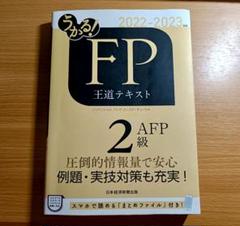 うかる!
2022-2023
FP
王道テキスト
2級
AFP
圧倒的情報量で安心
例題・実技対策も充実!
日本経済新聞出版
スマホで読める「まとめファイル」付き!